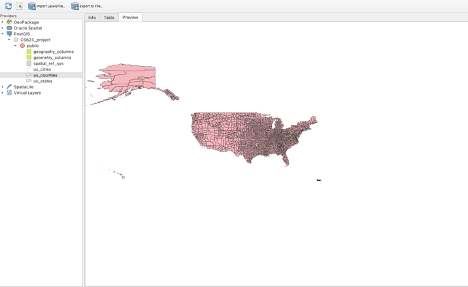 Import Layer/File...
Export to File...
Providers
Info
Table
Preview
GeoPackage
Oracle Spatial
PostGIS
CS621_project
public
geography_columns
geometry_columns
spatial_ref_sys
us_cities
us_counties
us_states
SpatiaLite
Virtual Layers